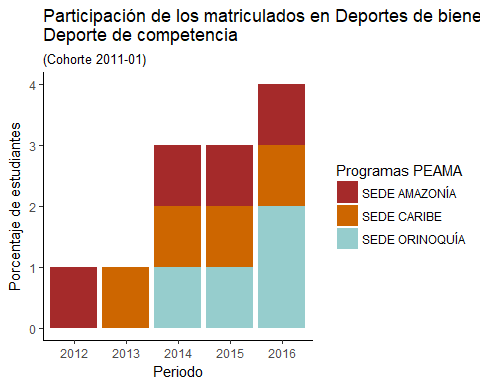 Participación de los matriculados en Deportes de biene
Deporte de competencia
(Cohorte 2011-01)
Porcentaje de estudiantes
4
3
2
1
0
2012 2013 2014 2015 2016
Periodo
Programas PEAMA
SEDE AMAZONÍA
SEDE CARIBE
SEDE ORINOQUÍA